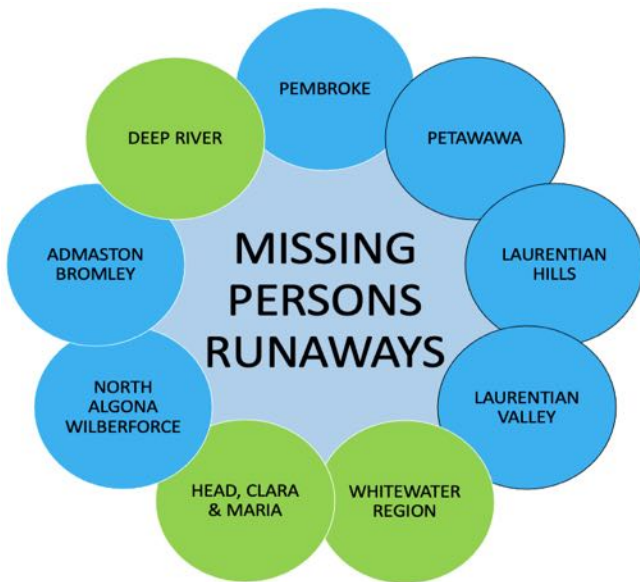 PEMBROKE
PETAWAWA
LAURENTIAN
HILLS
LAURENTIAN
VALLEY
WHITEWATER
REGION
HEAD, CLARA
& MARIA
NORTH
ALGONA
WILBERFORCE
ADMASTON
BROMLEY
DEEP RIVER
MISSING
PERSONS
RUNAWAYS